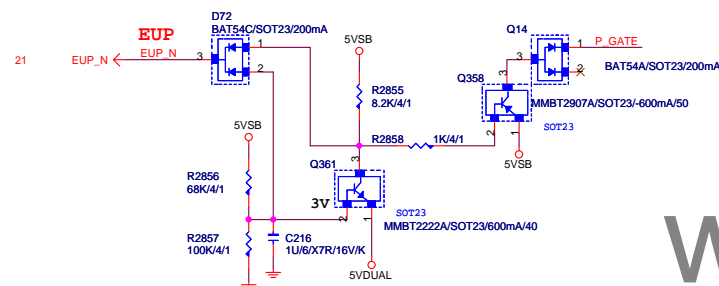 D72
BAT54C/SOT23/200mA
EUP
21
EUP_N
EUP_N
3
1
2
5VSB
R2855
8.2K/4/1
Q14
P_GATE
3
1
2
BAT54A/SOT23/200mA
Q358
3
MMBT2907A/SOT23/-600mA/50
SOT23
2
1
5VSB
R2858
1K/4/1
5VSB
R2856
68K/4/1
Q361
3
3V
2
1
SOT23
MMBT2222A/SOT23/600mA/40
R2857
100K/4/1
C216
1U/6/X7R/16V/K
5VDUAL
W